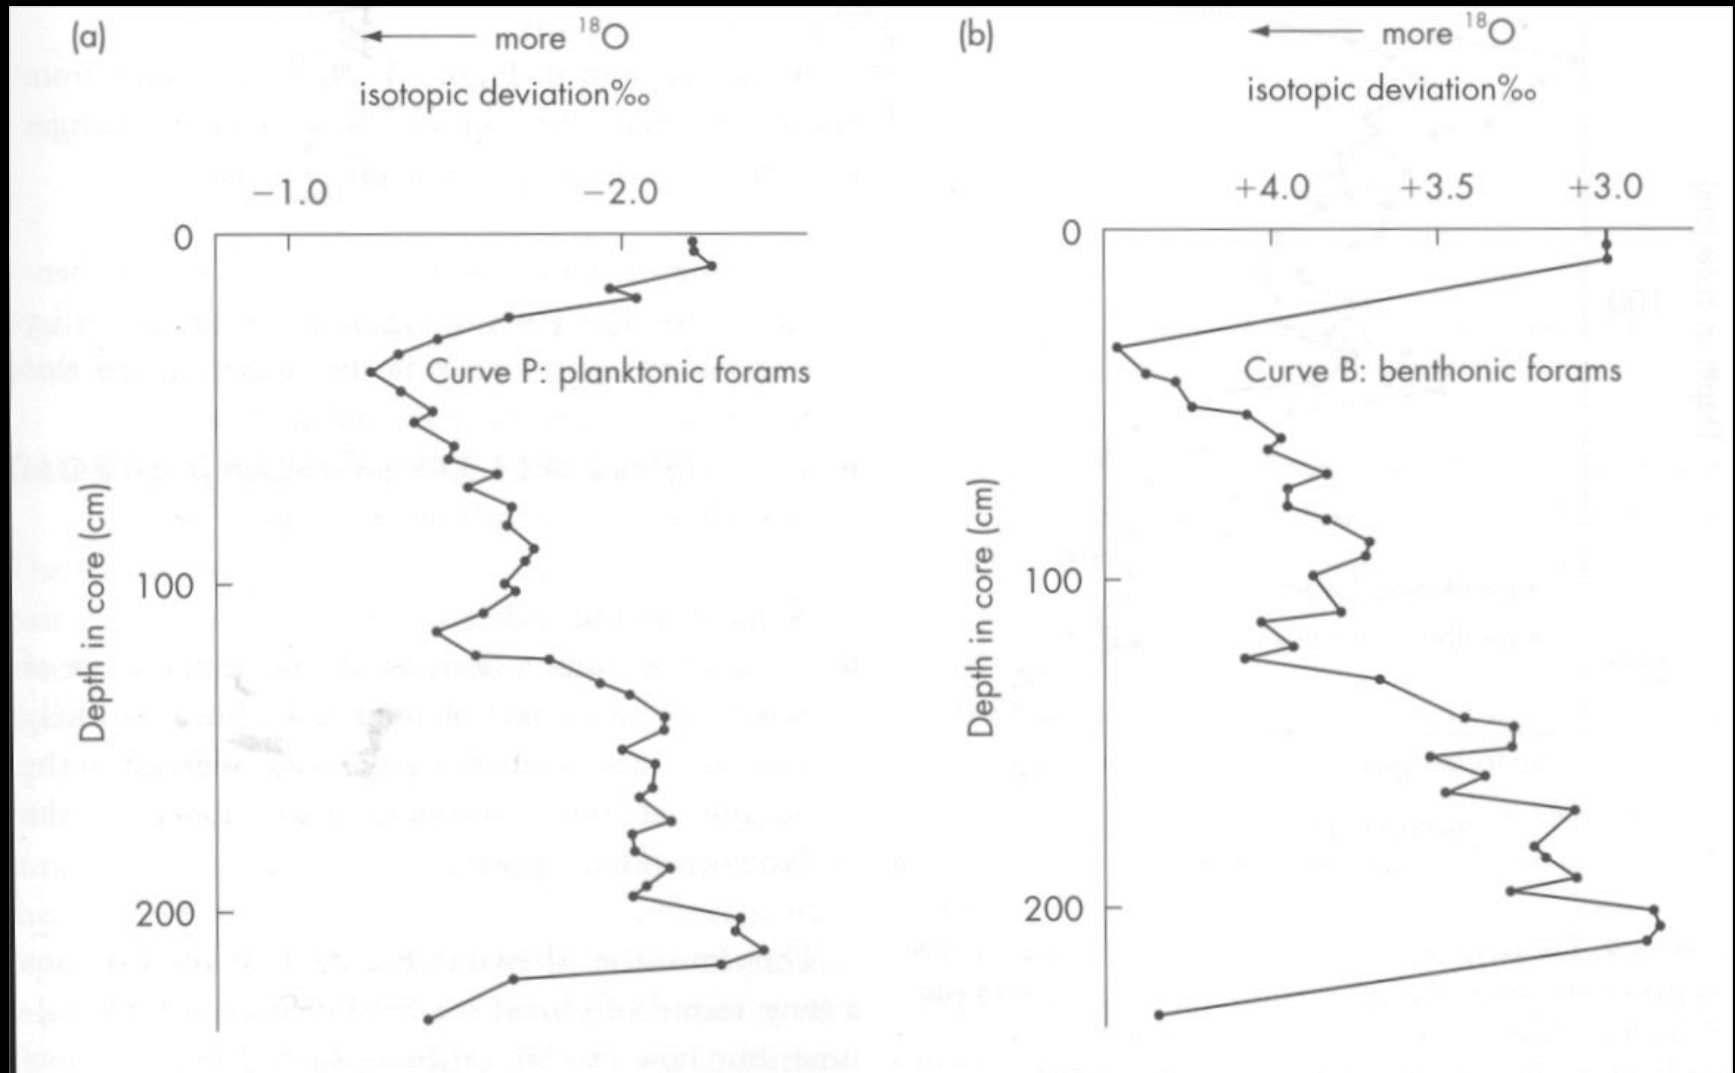 (a)
← more ¹⁸O
isotopic deviation‰
−1.0 −2.0
0
Curve P: planktonic forams
100
200
Depth in core (cm)
(b)
← more ¹⁸O
isotopic deviation‰
+4.0 +3.5 +3.0
0
Curve B: benthonic forams
100
200
Depth in core (cm)